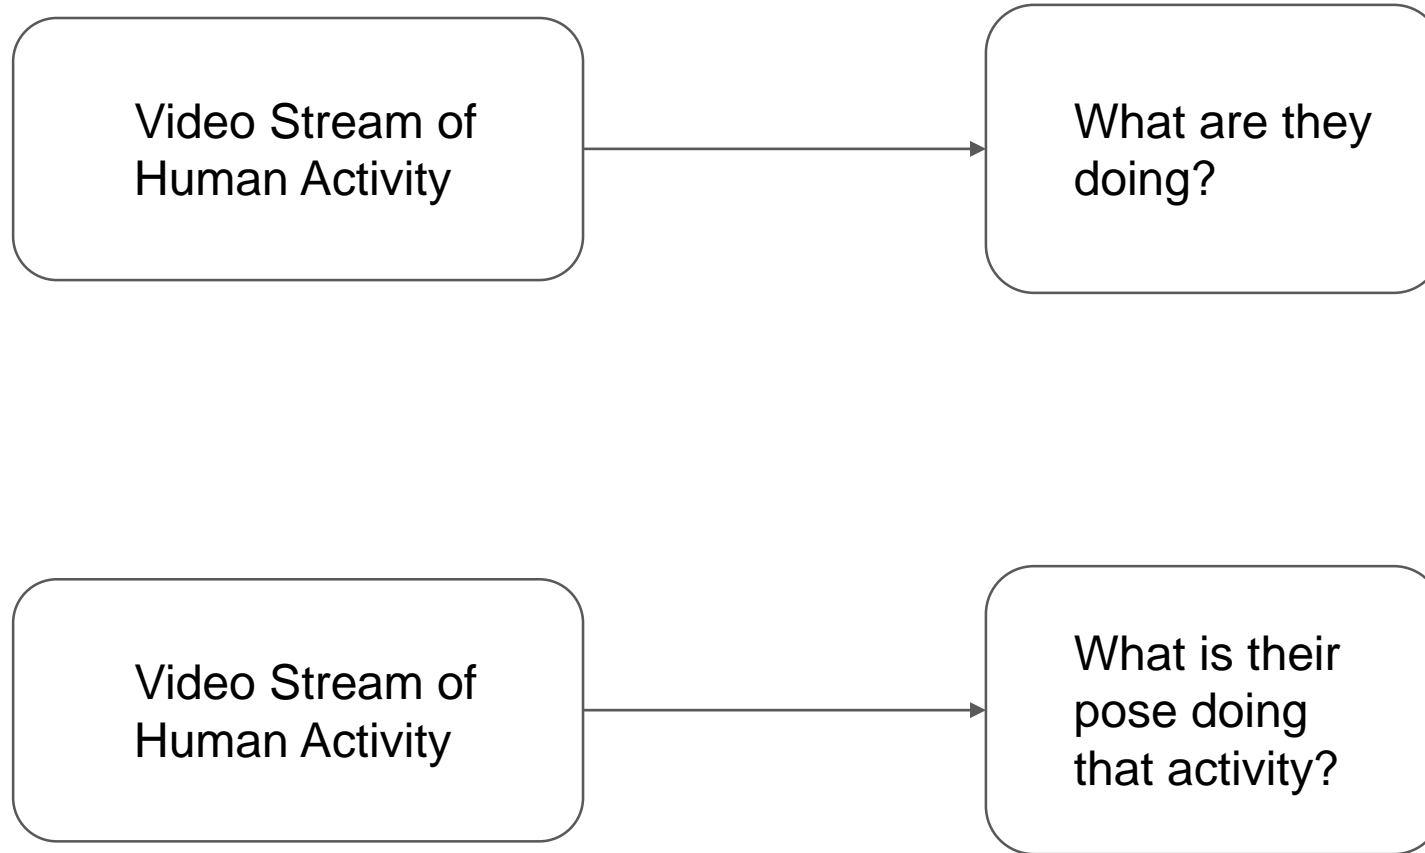 Video Stream of
Human Activity
What are they
doing?
Video Stream of
Human Activity
What is their
pose doing
that activity?